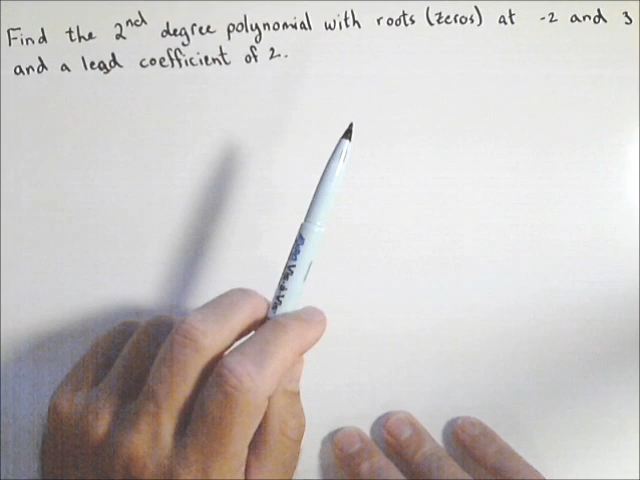 Find the 2nd degree polynomial with roots (zeros) at -2 and 3
and a lead coefficient of 2.